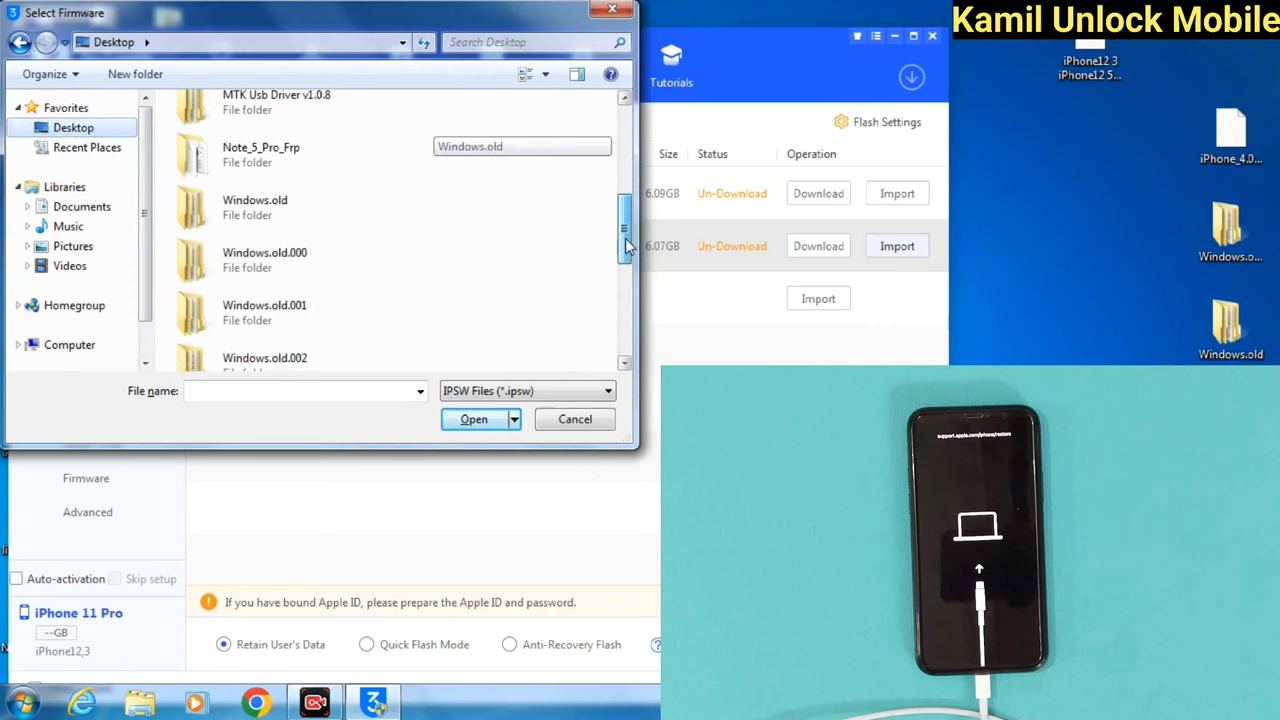 Select Firmware
Kamil Unlock Mobile
Desktop
Search Desktop
Organize
New folder
Tutorials
iPhone12 3
iPhone12 5...
Favorites
Desktop
Recent Places
Libraries
Documents
Music
Pictures
Videos
Homegroup
Computer
MTK Usb Driver v1.0.8
File folder
Note_5_Pro_Frp
File folder
Windows.old
Windows.old
File folder
Windows.old.000
File folder
Windows.old.001
File folder
Windows.old.002
File name:
IPSW Files (*.ipsw)
Open
Cancel
Flash Settings
Size
Status
Operation
6.09GB
Un-Download
Download
Import
6.07GB
Un-Download
Download
Import
Import
iPhone_4.0...
Windows.o...
Windows.old
support.apple.com/iphone/restore
Firmware
Advanced
Auto-activation
Skip setup
iPhone 11 Pro
--GB
iPhone12,3
If you have bound Apple ID, please prepare the Apple ID and password.
Retain User's Data
Quick Flash Mode
Anti-Recovery Flash